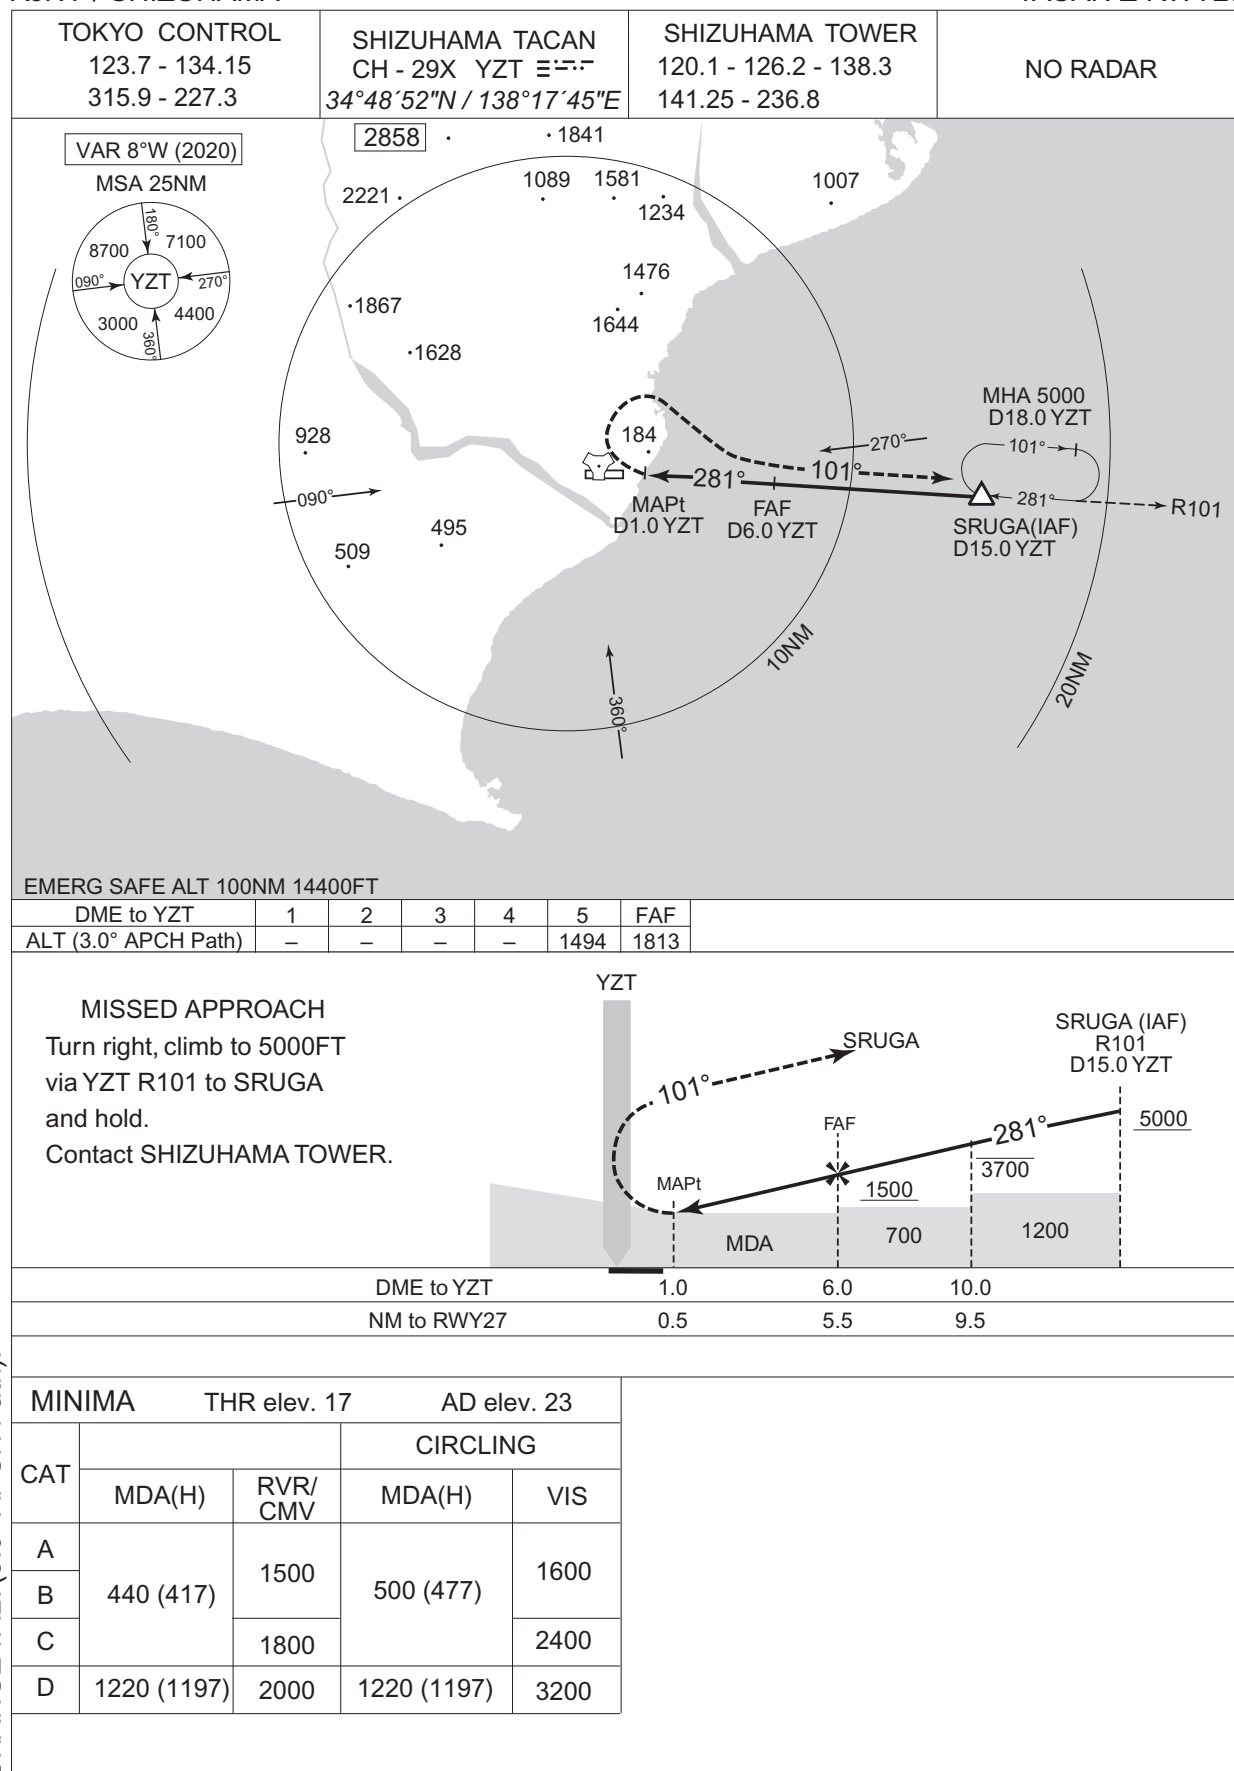 TOKYO CONTROL
123.7 - 134.15
315.9 - 227.3
SHIZUHAMA TACAN
CH - 29X YZT
34°48´52"N / 138°17´45"E
SHIZUHAMA TOWER
120.1 - 126.2 - 138.3
141.25 - 236.8
NO RADAR
VAR 8°W (2020)
MSA 25NM
180°
8700
7100
090°
YZT
270°
3000
4400
360°
2858
1841
2221
1089
1581
1234
1007
1476
1867
1644
1628
928
184
MHA 5000
D18.0 YZT
101°
270°
101°
281°
281°
R101
090°
MAPt
D1.0 YZT
FAF
D6.0 YZT
SRUGA(IAF)
D15.0 YZT
495
509
10NM
20NM
360°
EMERG SAFE ALT 100NM 14400FT
DME to YZT 1 2 3 4 5 FAF
ALT (3.0° APCH Path) – – – – 1494 1813
MISSED APPROACH
Turn right, climb to 5000FT
via YZT R101 to SRUGA
and hold.
Contact SHIZUHAMA TOWER.
YZT
SRUGA
101°
SRUGA (IAF)
R101
D15.0 YZT
FAF
281°
5000
3700
MAPt
1500
MDA
700
1200
DME to YZT 1.0 6.0 10.0
NM to RWY27 0.5 5.5 9.5
MINIMA THR elev. 17 AD elev. 23
CIRCLING
CAT
MDA(H)
RVR/
CMV
MDA(H)
VIS
A
B
C
440 (417)
1500
1800
500 (477)
1600
2400
D 1220 (1197) 2000 1220 (1197) 3200